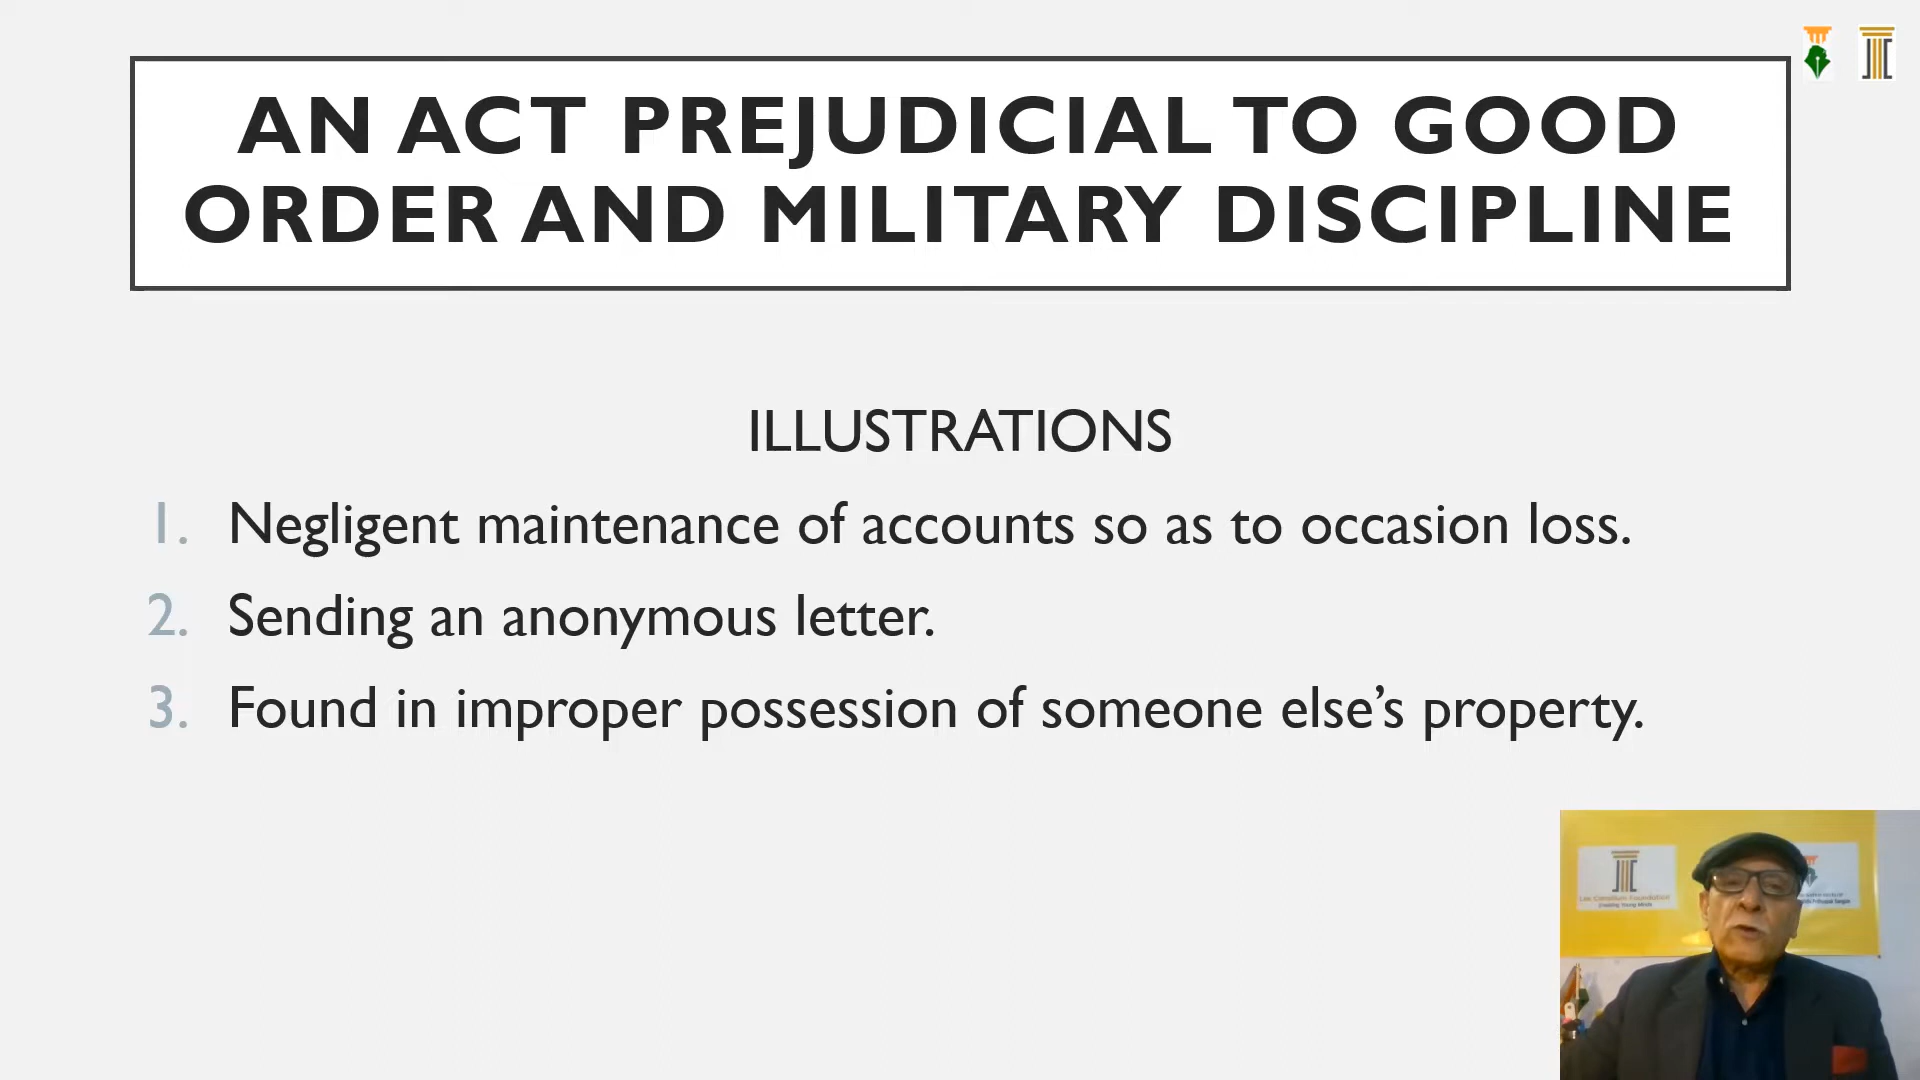 AN ACT PREJUDICIAL TO GOOD
ORDER AND MILITARY DISCIPLINE
ILLUSTRATIONS
1. Negligent maintenance of accounts so as to occasion loss.
2. Sending an anonymous letter.
3. Found in improper possession of someone else’s property.
Foundation